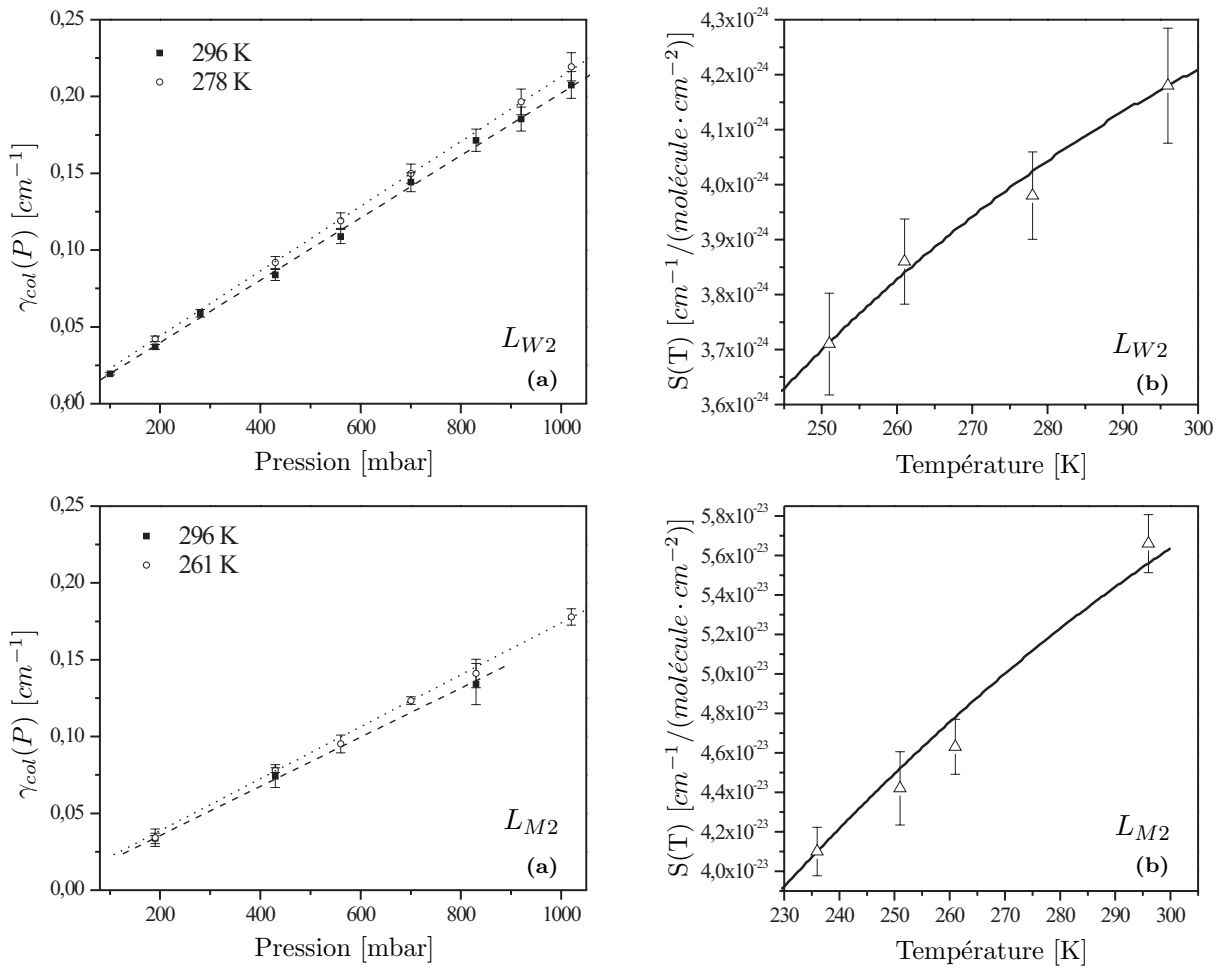 0,25
0,20
0,15
0,10
0,05
0,00
γcol(P) [cm−1]
296 K
278 K
LW2
(a)
200 400 600 800 1000
Pression [mbar]
4,3x10-24
4,2x10-24
4,1x10-24
4,0x10-24
3,9x10-24
3,8x10-24
3,7x10-24
3,6x10-24
S(T) [cm−1/(molécule·cm−2)]
LW2
(b)
250 260 270 280 290 300
Température [K]
0,25
0,20
0,15
0,10
0,05
0,00
γcol(P) [cm−1]
296 K
261 K
LM2
(a)
200 400 600 800 1000
Pression [mbar]
5,8x10-23
5,6x10-23
5,4x10-23
5,2x10-23
5,0x10-23
4,8x10-23
4,6x10-23
4,4x10-23
4,2x10-23
4,0x10-23
S(T) [cm−1/(molécule·cm−2)]
LM2
(b)
230 240 250 260 270 280 290 300
Température [K]